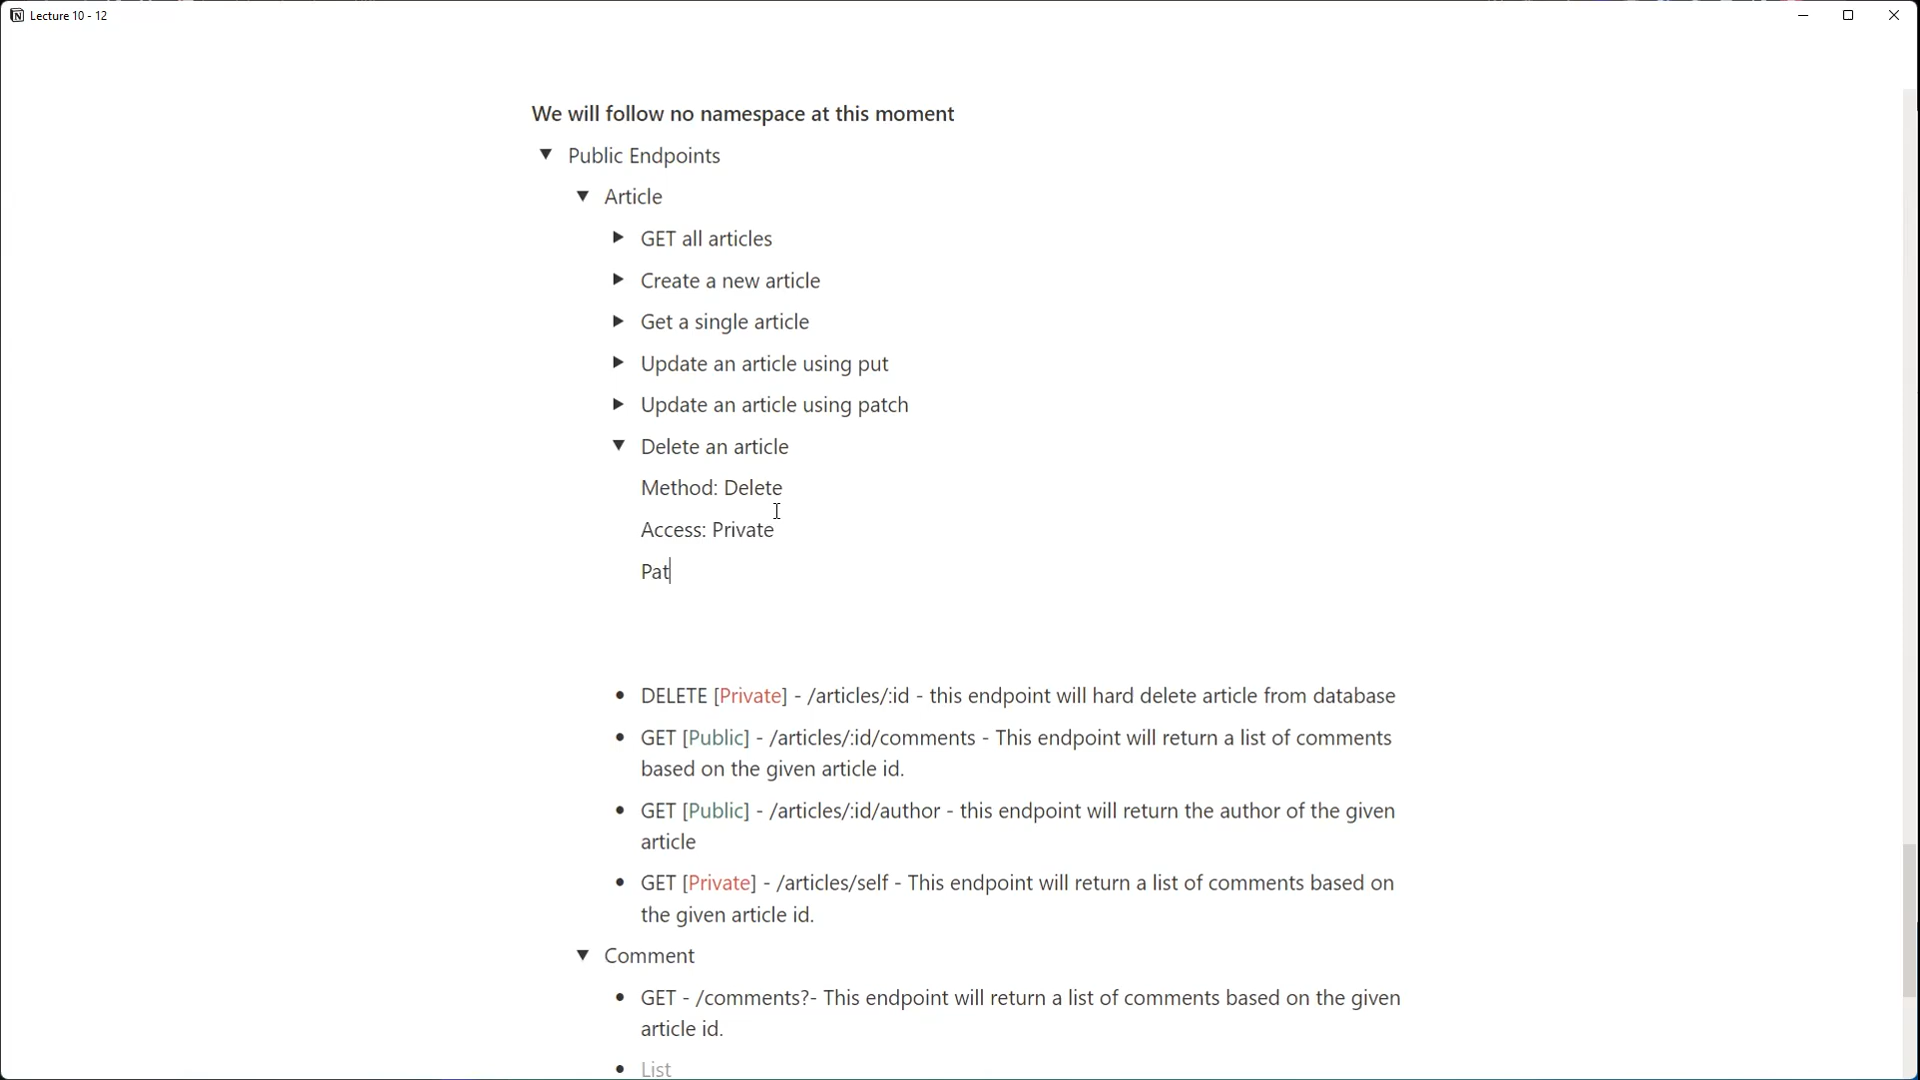 Lecture 10 - 12
We will follow no namespace at this moment
Public Endpoints
Article
GET all articles
Create a new article
Get a single article
Update an article using put
Update an article using patch
Delete an article
Method: Delete
Access: Private
Pat
DELETE [Private] - /articles/:id - this endpoint will hard delete article from database
GET [Public] - /articles/:id/comments - This endpoint will return a list of comments
based on the given article id.
GET [Public] - /articles/:id/author - this endpoint will return the author of the given
article
GET [Private] - /articles/self - This endpoint will return a list of comments based on
the given article id.
Comment
GET - /comments?- This endpoint will return a list of comments based on the given
article id.
List